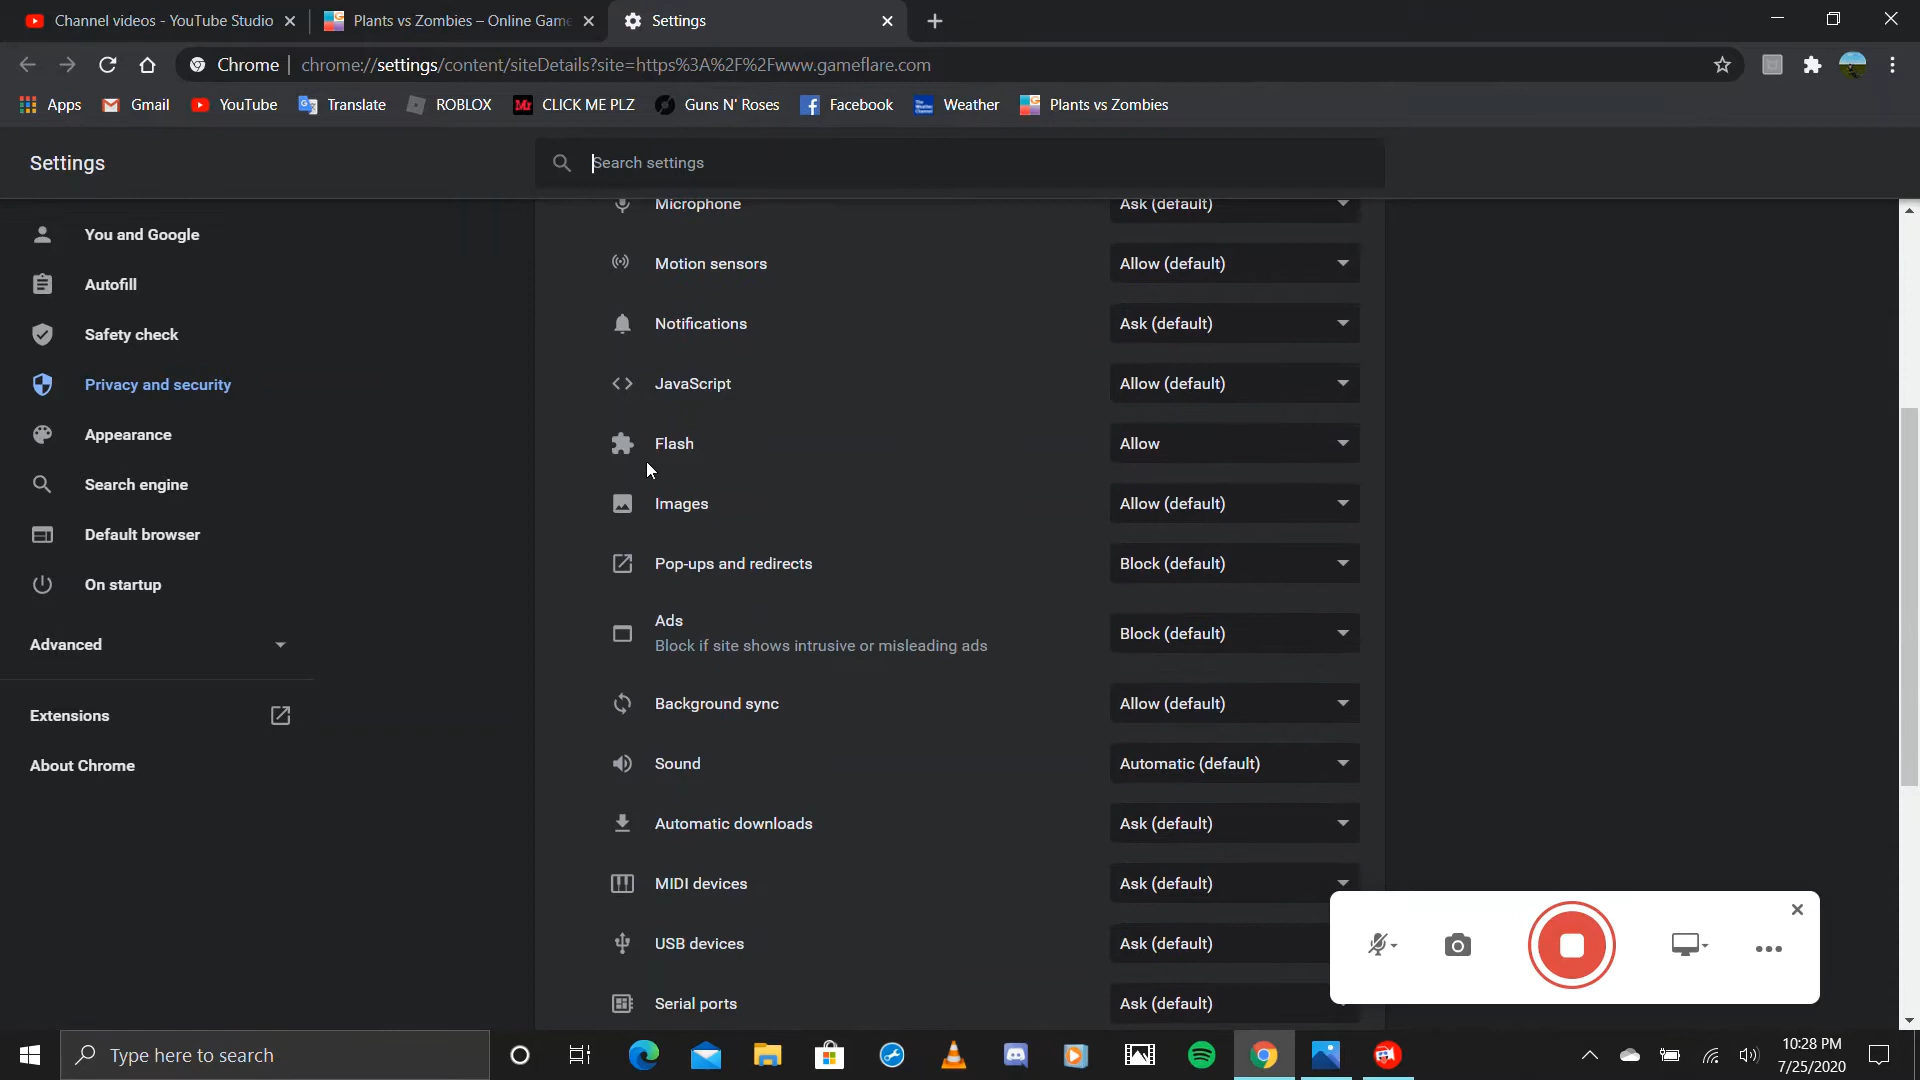 Channel videos - YouTube Studio
Plants vs Zombies – Online Game
Settings
Chrome | chrome://settings/content/siteDetails?site=https%3A%2F%2Fwww.gameflare.com
Apps Gmail YouTube Translate ROBLOX CLICK ME PLZ Guns N' Roses Facebook Weather Plants vs Zombies
Settings
Search settings
You and Google
Autofill
Safety check
Privacy and security
Appearance
Search engine
Default browser
On startup
Advanced
Extensions
About Chrome
Microphone Ask (default)
Motion sensors Allow (default)
Notifications Ask (default)
JavaScript Allow (default)
Flash Allow
Images Allow (default)
Pop-ups and redirects Block (default)
Ads Block (default)
Block if site shows intrusive or misleading ads
Background sync Allow (default)
Sound Automatic (default)
Automatic downloads Ask (default)
MIDI devices Ask (default)
USB devices Ask (default)
Serial ports Ask (default)
Type here to search
10:28 PM
7/25/2020